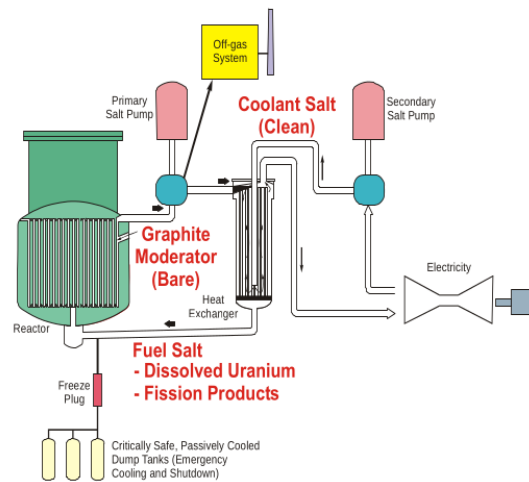 Off-gas
System
Primary
Salt Pump
Coolant Salt
(Clean)
Secondary
Salt Pump
Graphite
Moderator
(Bare)
Electricity
Reactor
Heat
Exchanger
Fuel Salt
- Dissolved Uranium
- Fission Products
Freeze
Plug
Critically Safe, Passively Cooled
Dump Tanks (Emergency
Cooling and Shutdown)